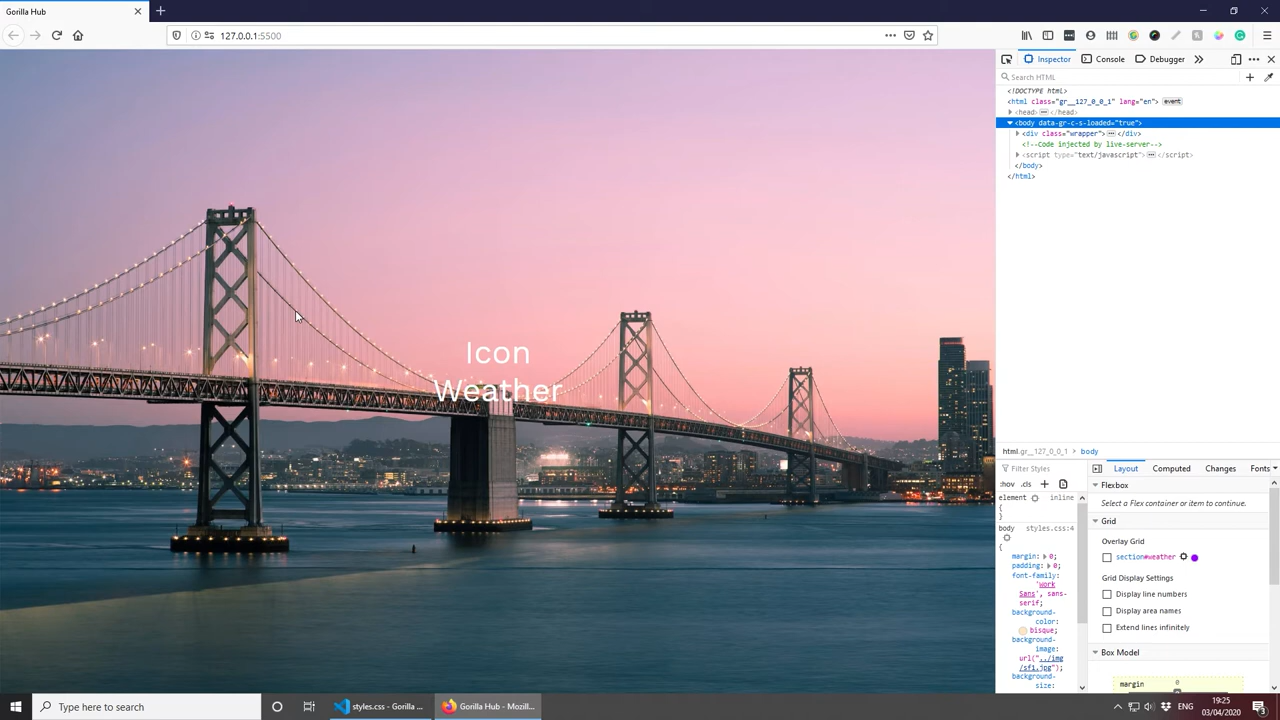 Gorilla Hub
127.0.0.1:5500
Inspector Console Debugger
Search HTML
<!DOCTYPE html>
<html class="gr__127_0_0_1" lang="en"> event
<head> </head>
<body data-gr-c-s-loaded="true">
<div class="wrapper"> </div>
<!--Code injected by live-server-->
<script type="text/javascript"> </script>
</body>
</html>
Icon
Weather
html.gr__127_0_0_1 body
Filter Styles
:hov .cls
element inline
{
}
body styles.css:4
{
margin: 0;
padding: 0;
font-family:
'Work
Sans', sans-
serif;
background-
color:
bisque;
background-
image:
url("../img
/sf1.jpg");
background-
size:
Layout Computed Changes Fonts
Flexbox
Select a Flex container or item to continue.
Grid
Overlay Grid
section#weather
Grid Display Settings
Display line numbers
Display area names
Extend lines infinitely
Box Model
margin 0
Type here to search
styles.css - Gorilla ...
Gorilla Hub - Mozill...
ENG
19:25
03/04/2020
3